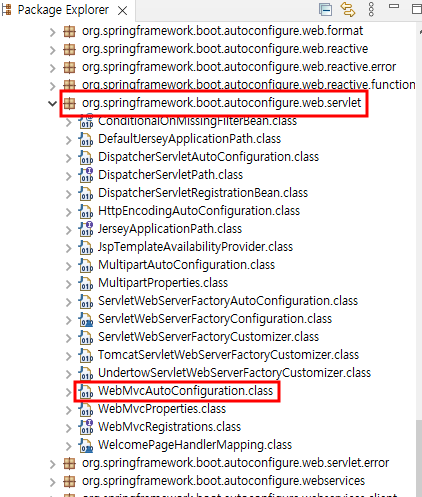 Package Explorer
org.springframework.boot.autoconfigure.web.format
org.springframework.boot.autoconfigure.web.reactive
org.springframework.boot.autoconfigure.web.reactive.error
org.springframework.boot.autoconfigure.web.reactive.function
org.springframework.boot.autoconfigure.web.servlet
ConditionalOnMissingFilterBean.class
DefaultJerseyApplicationPath.class
DispatcherServletAutoConfiguration.class
DispatcherServletPath.class
DispatcherServletRegistrationBean.class
HttpEncodingAutoConfiguration.class
JerseyApplicationPath.class
JspTemplateAvailabilityProvider.class
MultipartAutoConfiguration.class
MultipartProperties.class
ServletWebServerFactoryAutoConfiguration.class
ServletWebServerFactoryConfiguration.class
ServletWebServerFactoryCustomizer.class
TomcatServletWebServerFactoryCustomizer.class
UndertowServletWebServerFactoryCustomizer.class
WebMvcAutoConfiguration.class
WebMvcProperties.class
WebMvcRegistrations.class
WelcomePageHandlerMapping.class
org.springframework.boot.autoconfigure.web.servlet.error
org.springframework.boot.autoconfigure.webservices